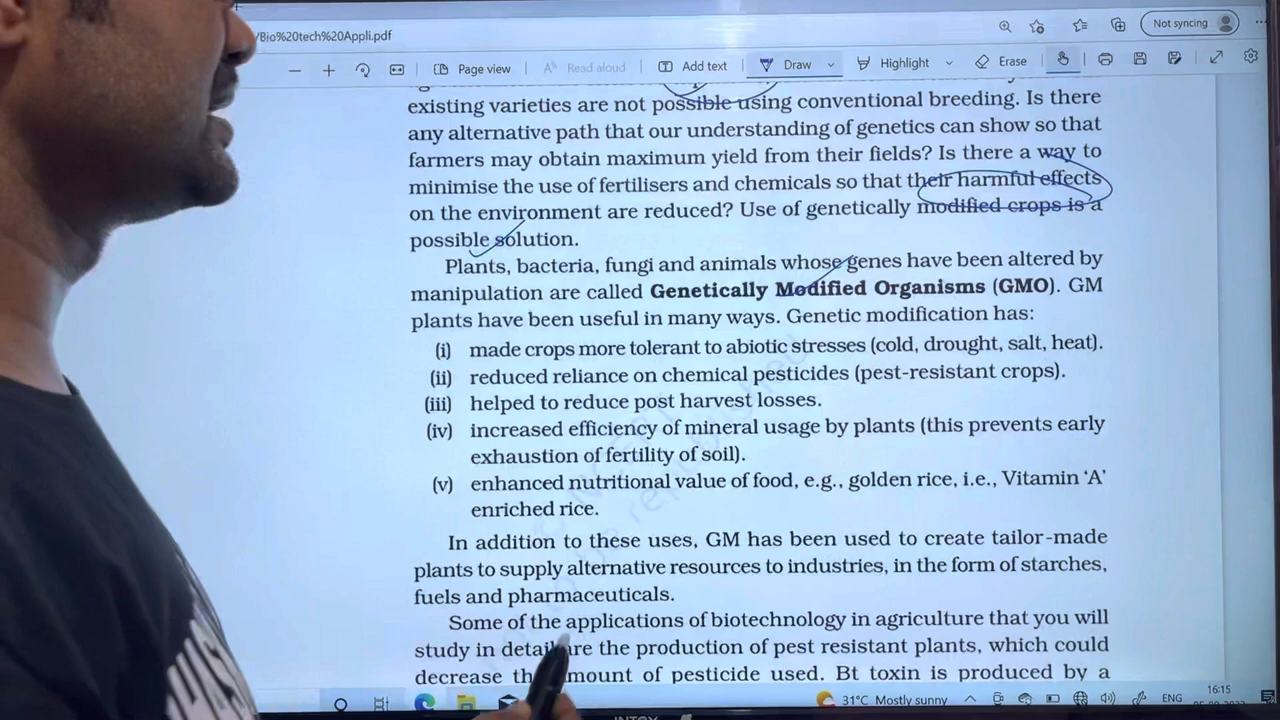 /Bio%20tech%20Appli.pdf
Not syncing
Page view
Read aloud
Add text
Draw
Highlight
Erase
existing varieties are not possible using conventional breeding. Is there
any alternative path that our understanding of genetics can show so that
farmers may obtain maximum yield from their fields? Is there a way to
minimise the use of fertilisers and chemicals so that their harmful effects
on the environment are reduced? Use of genetically modified crops is a
possible solution.
Plants, bacteria, fungi and animals whose genes have been altered by
manipulation are called Genetically Modified Organisms (GMO). GM
plants have been useful in many ways. Genetic modification has:
(i) made crops more tolerant to abiotic stresses (cold, drought, salt, heat).
(ii) reduced reliance on chemical pesticides (pest-resistant crops).
(iii) helped to reduce post harvest losses.
(iv) increased efficiency of mineral usage by plants (this prevents early
exhaustion of fertility of soil).
(v) enhanced nutritional value of food, e.g., golden rice, i.e., Vitamin ‘A’
enriched rice.
In addition to these uses, GM has been used to create tailor-made
plants to supply alternative resources to industries, in the form of starches,
fuels and pharmaceuticals.
Some of the applications of biotechnology in agriculture that you will
study in detail are the production of pest resistant plants, which could
decrease the amount of pesticide used. Bt toxin is produced by a
31°C Mostly sunny
ENG
16:15